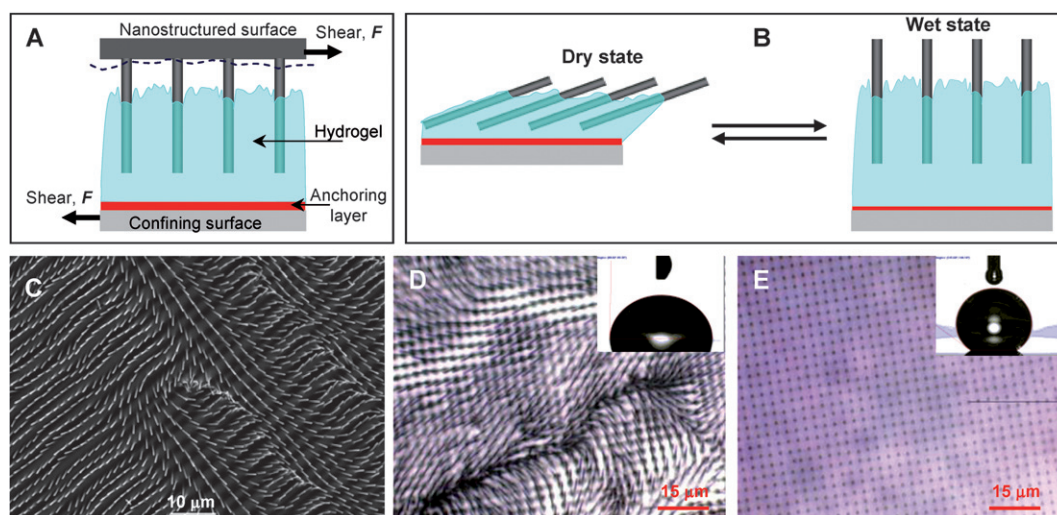 A
Nanostructured surface
Shear, F
Hydrogel
Shear, F
Anchoring
layer
Confining surface
B
Dry state
Wet state
C
10 µm
D
15 µm
E
15 µm